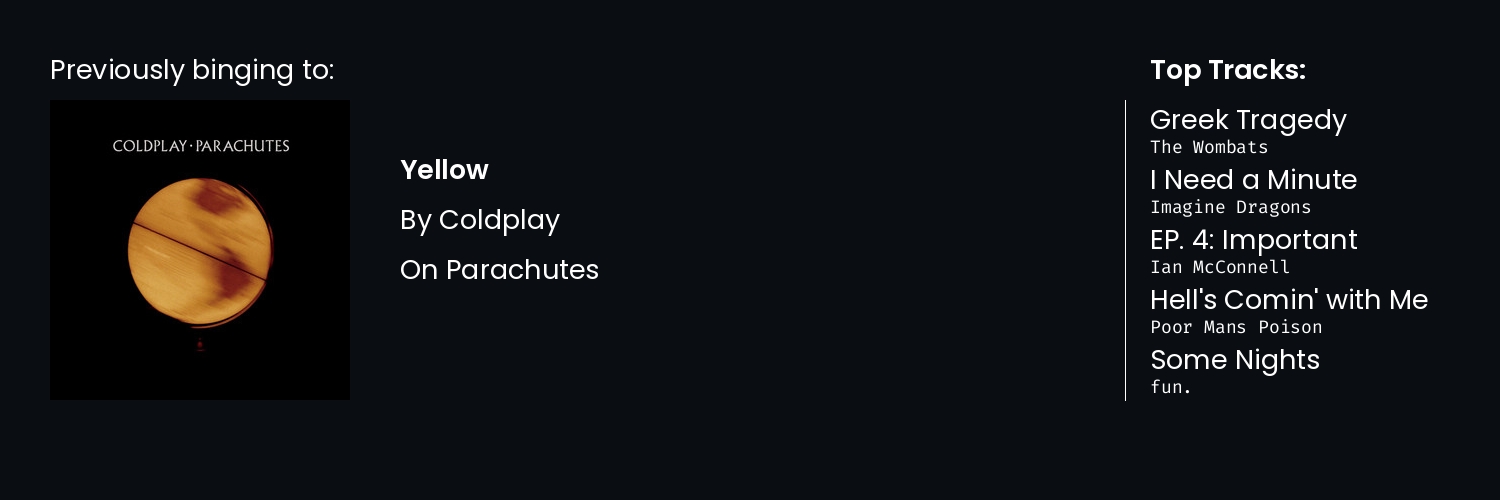 Previously binging to:
COLDPLAY·PARACHUTES
Yellow
By Coldplay
On Parachutes
Top Tracks:
Greek Tragedy
The Wombats
I Need a Minute
Imagine Dragons
EP. 4: Important
Ian McConnell
Hell's Comin' with Me
Poor Mans Poison
Some Nights
fun.